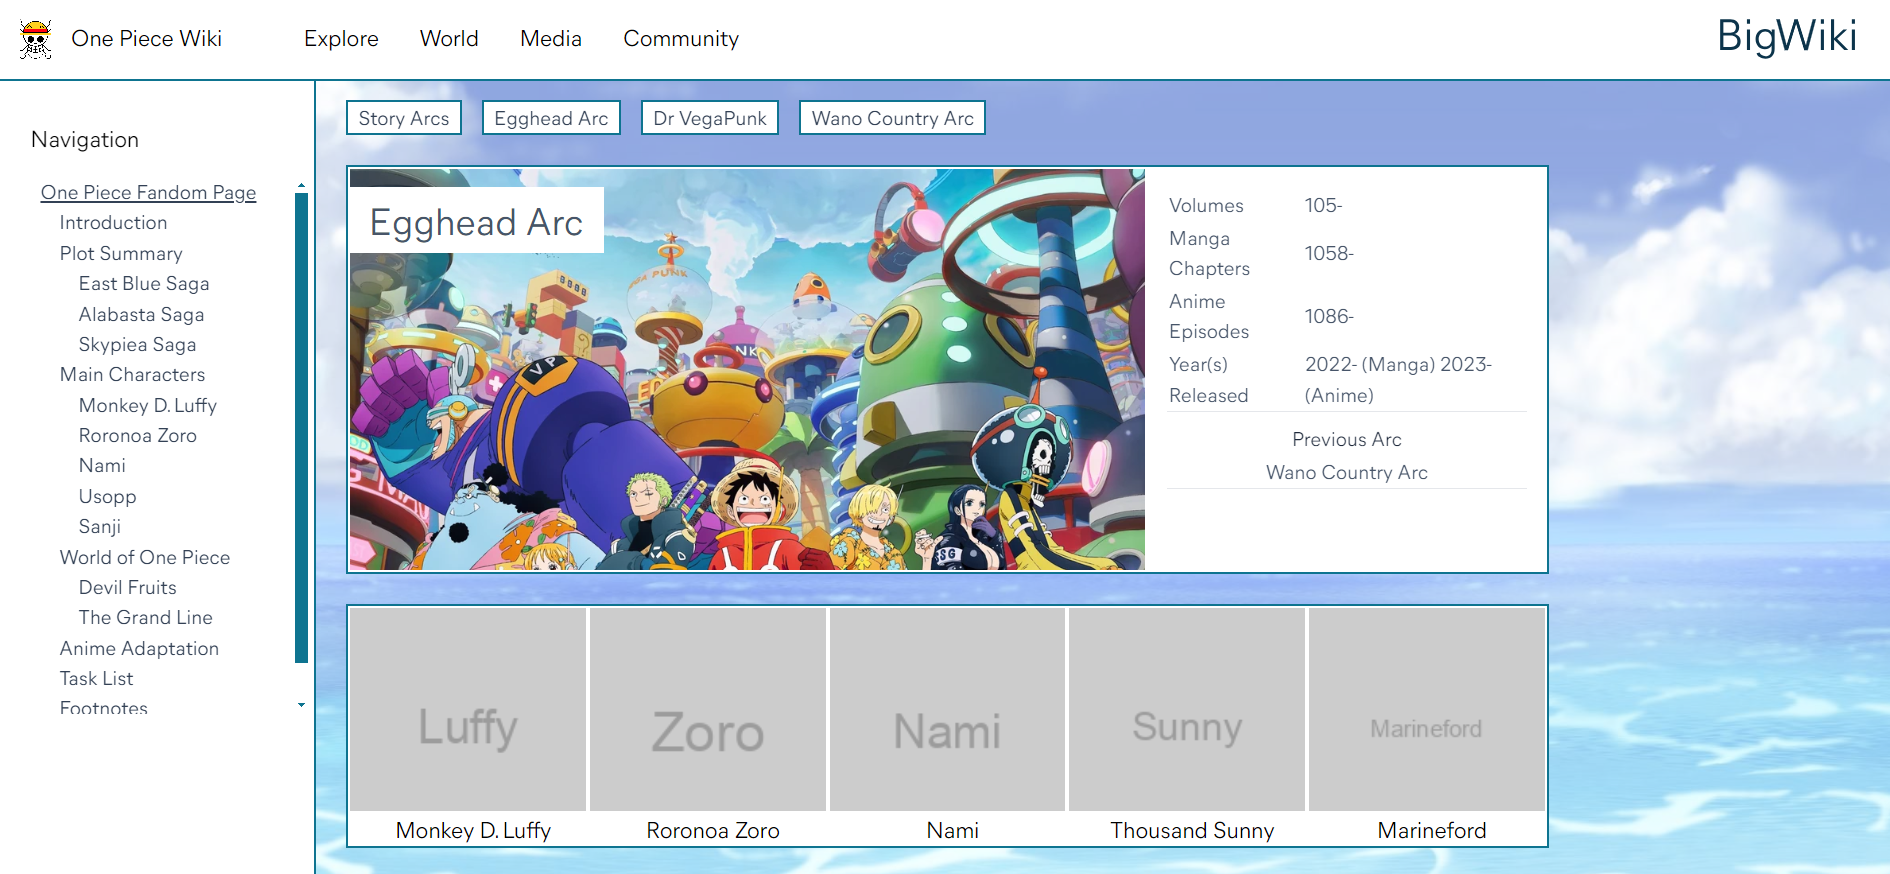 One Piece Wiki
Explore
World
Media
Community
BigWiki
Navigation
One Piece Fandom Page
Introduction
Plot Summary
East Blue Saga
Alabasta Saga
Skypiea Saga
Main Characters
Monkey D. Luffy
Roronoa Zoro
Nami
Usopp
Sanji
World of One Piece
Devil Fruits
The Grand Line
Anime Adaptation
Task List
Footnotes
Story Arcs
Egghead Arc
Dr VegaPunk
Wano Country Arc
Egghead Arc
PUNK
NK
VP
SG
Volumes 105-
Manga
Chapters
1058-
Anime
Episodes
1086-
Year(s)
Released
2022- (Manga) 2023-
(Anime)
Previous Arc
Wano Country Arc
Luffy
Zoro
Nami
Sunny
Marineford
Monkey D. Luffy
Roronoa Zoro
Nami
Thousand Sunny
Marineford